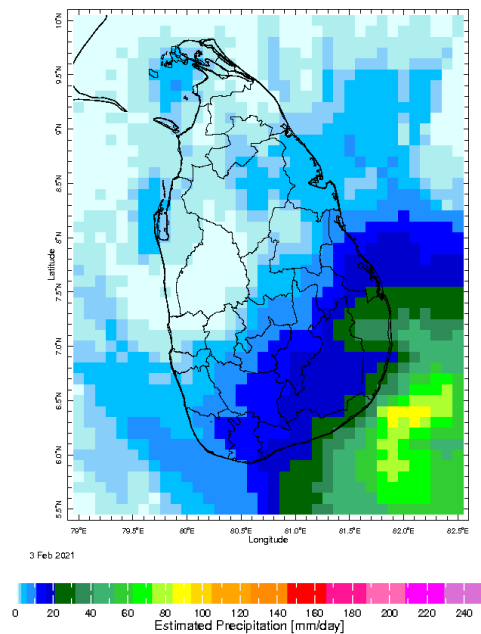 10°N
9.5°N
9°N
8.5°N
8°N
7.5°N
7.0°N
6.5°N
6.0°N
5.5°N
Latitude
79°E 79.5°E 80°E 80.5°E 81.0°E 81.5°E 82.0°E 82.5°E
Longitude
3 Feb 2021
0 20 40 60 80 100 120 140 160 180 200 220 240
Estimated Precipitation [mm/day]